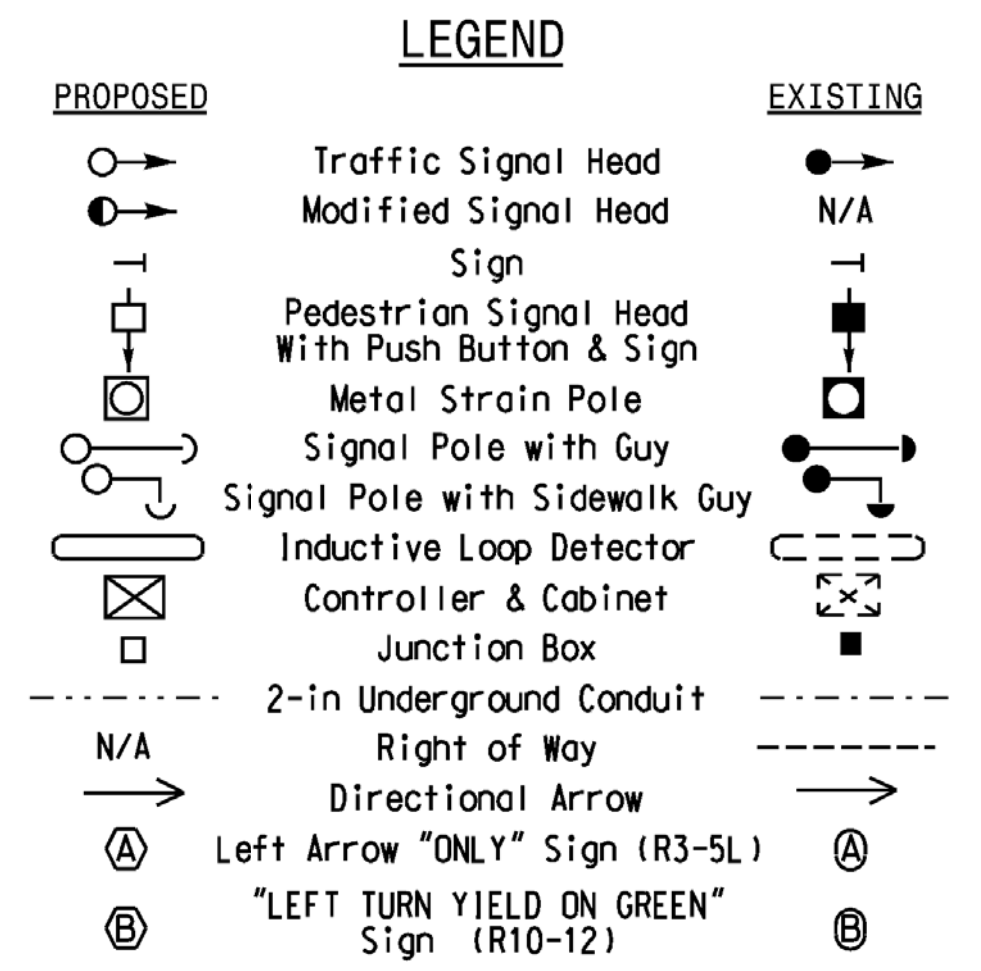 LEGEND
PROPOSED EXISTING
Traffic Signal Head
Modified Signal Head N/A
Sign
Pedestrian Signal Head
With Push Button & Sign
Metal Strain Pole
Signal Pole with Guy
Signal Pole with Sidewalk Guy
Inductive Loop Detector
Controller & Cabinet
Junction Box
2-in Underground Conduit
N/A Right of Way
Directional Arrow
A Left Arrow "ONLY" Sign (R3-5L) A
"LEFT TURN YIELD ON GREEN"
B Sign (R10-12) B